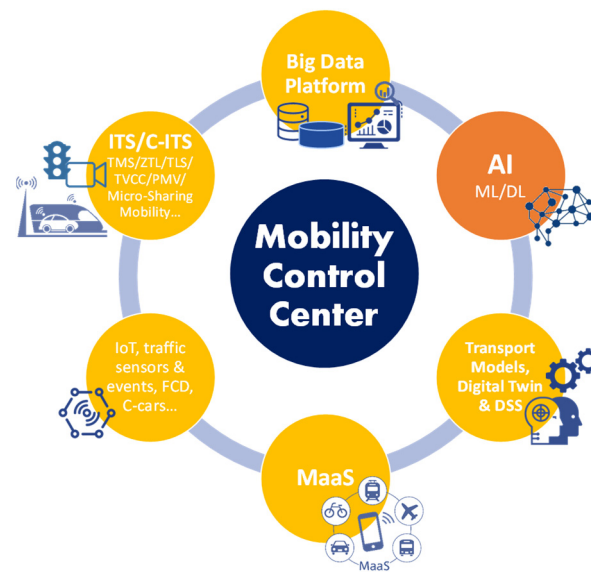 Big Data
Platform
ITS/C-ITS
TMS/ZTL/TLS/
TVCC/PMV/
Micro-Sharing
Mobility...
AI
ML/DL
Mobility
Control
Center
IoT, traffic
sensors &
events, FCD,
C-cars...
Transport
Models,
Digital Twin
& DSS
MaaS
MaaS